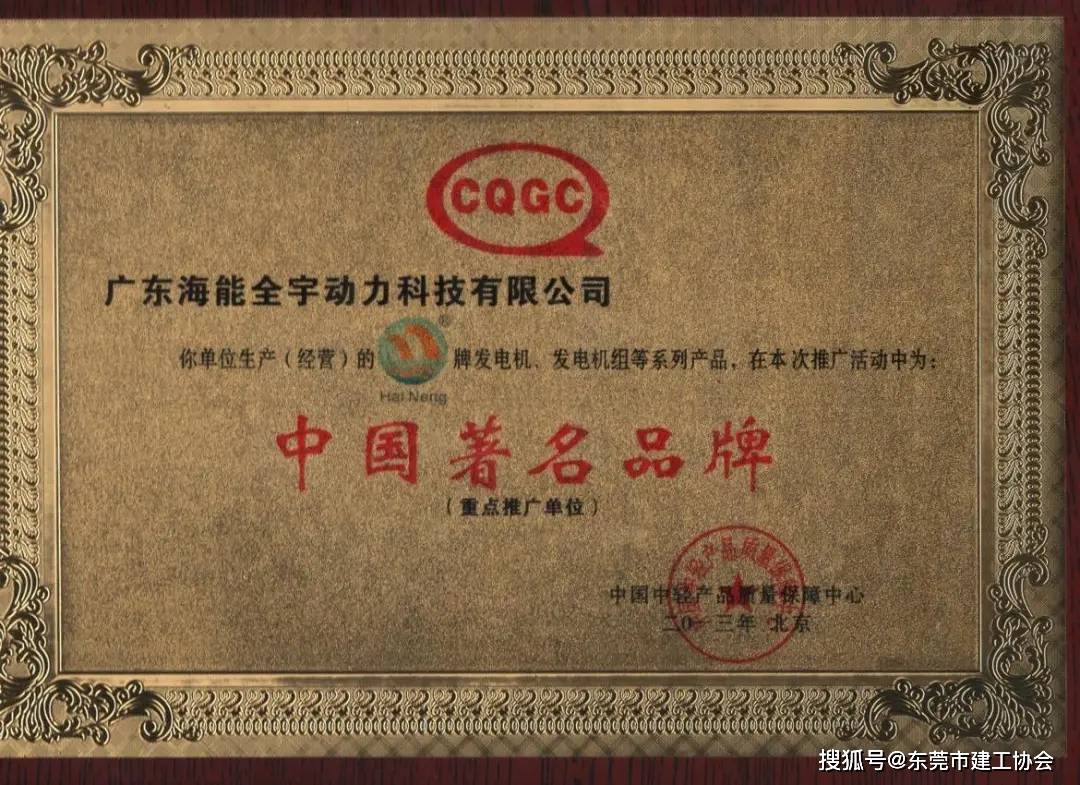 CQGC
广东海能全宇动力科技有限公司
你单位生产（经营）的 ® 牌发电机、发电机组等系列产品，在本次推广活动中为：
Hai Neng
中国著名品牌
（重点推广单位）
中国中轻产品质量保障中心
二〇一三年 北京
搜狐号@东莞市建工协会